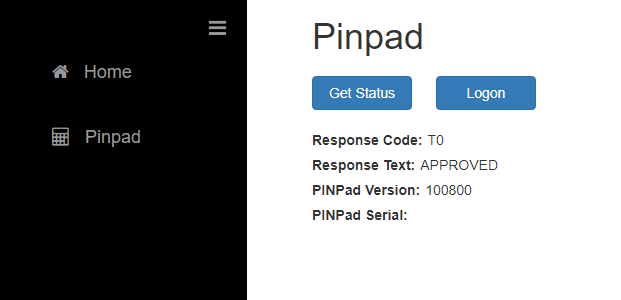 Home
Pinpad
Pinpad
Get Status Logon
Response Code: T0
Response Text: APPROVED
PINPad Version: 100800
PINPad Serial: